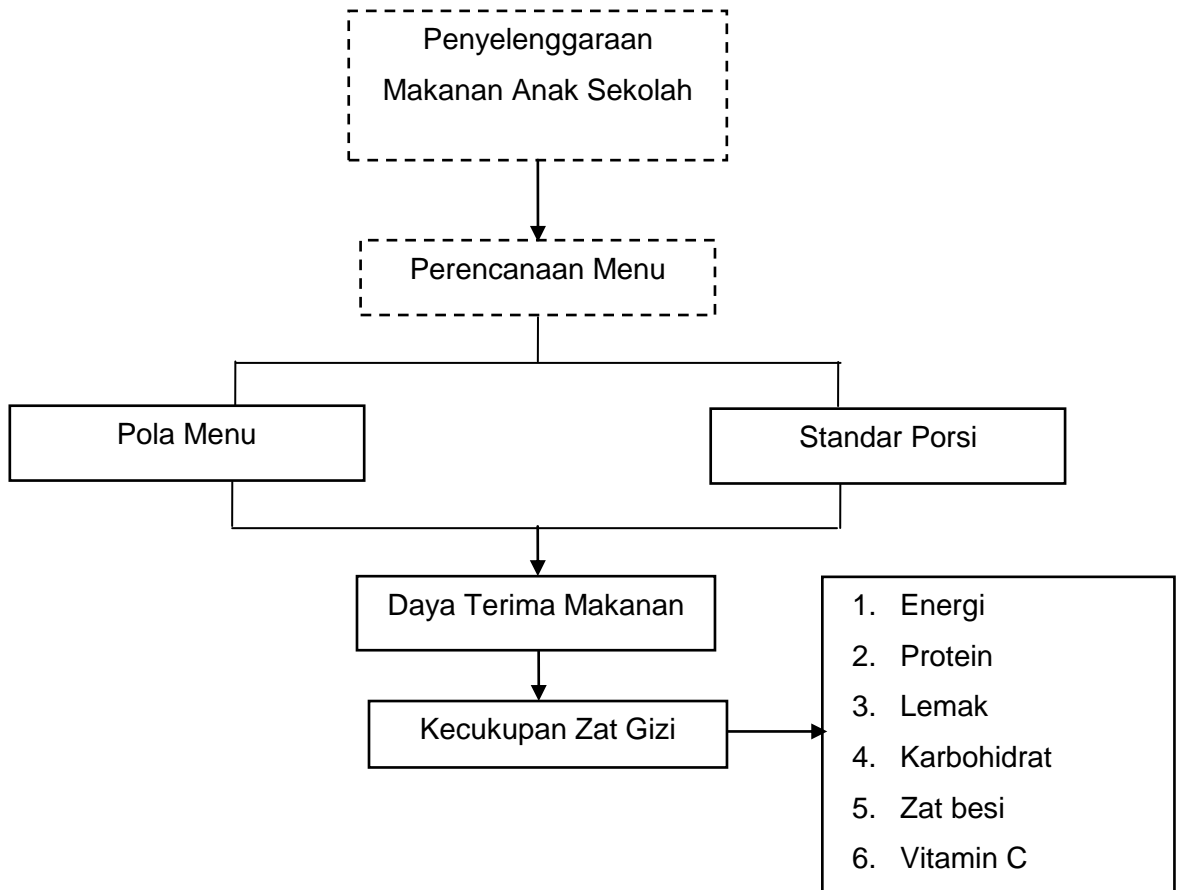 Penyelenggaraan
Makanan Anak Sekolah
Perencanaan Menu
Pola Menu
Standar Porsi
Daya Terima Makanan
Kecukupan Zat Gizi
1. Energi
2. Protein
3. Lemak
4. Karbohidrat
5. Zat besi
6. Vitamin C